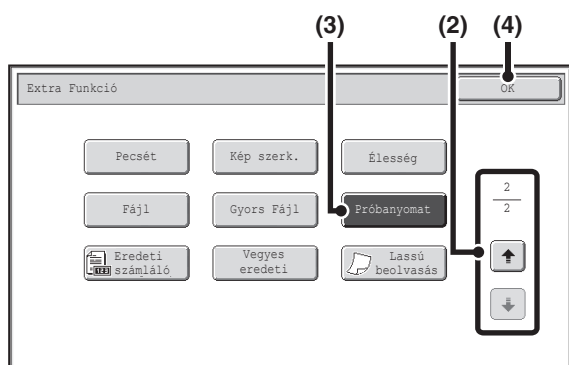 (3) (2) (4)
Extra Funkció OK
Pecsét Kép szerk. Élesség
2
2
Fájl Gyors Fájl Próbanyomat
Eredeti
számláló
Vegyes
eredeti
Lassú
beolvasás
123